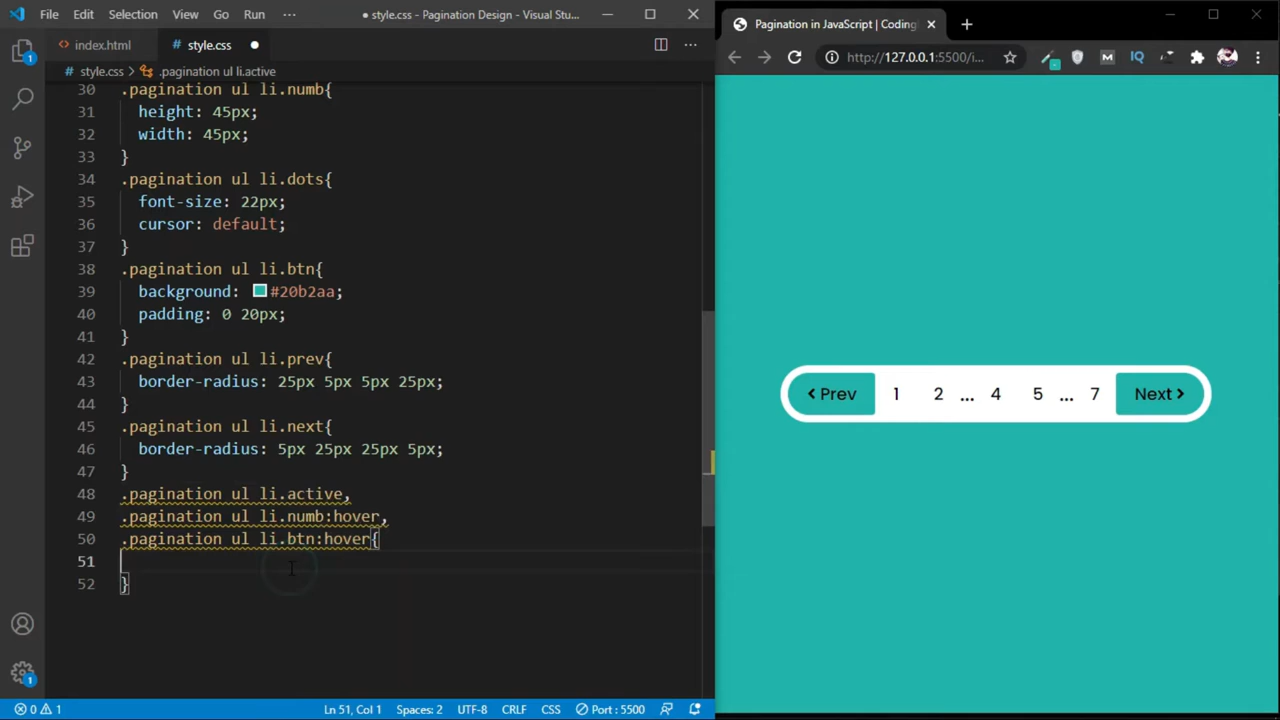 File Edit Selection View Go Run ··· ● style.css - Pagination Design - Visual Stu...
index.html # style.css ●
# style.css > .pagination ul li.active
30 .pagination ul li.numb{
31 height: 45px;
32 width: 45px;
33 }
34 .pagination ul li.dots{
35 font-size: 22px;
36 cursor: default;
37 }
38 .pagination ul li.btn{
39 background: #20b2aa;
40 padding: 0 20px;
41 }
42 .pagination ul li.prev{
43 border-radius: 25px 5px 5px 25px;
44 }
45 .pagination ul li.next{
46 border-radius: 5px 25px 25px 5px;
47 }
48 .pagination ul li.active,
49 .pagination ul li.numb:hover,
50 .pagination ul li.btn:hover{
51
52 }
1
1
0 1 Ln 51, Col 1 Spaces: 2 UTF-8 CRLF CSS Port : 5500
Pagination in JavaScript | Coding
http://127.0.0.1:5500/i...
M IQ
< Prev 1 2 ... 4 5 ... 7 Next >